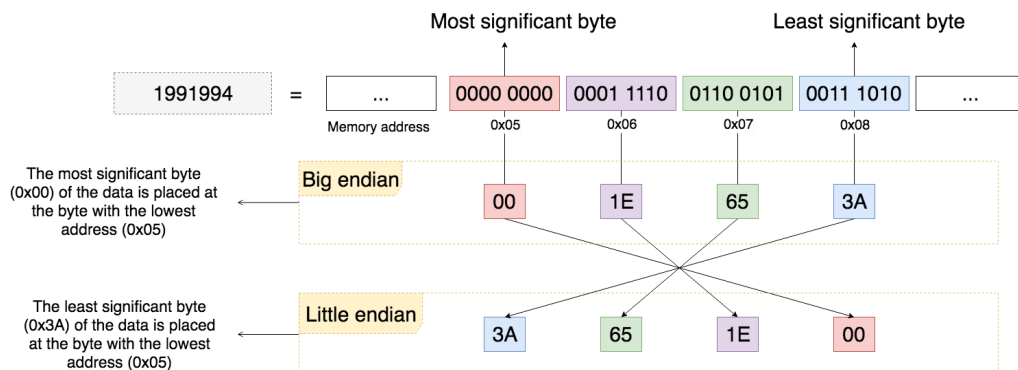 Most significant byte
Least significant byte
1991994
=
...
0000 0000
0001 1110
0110 0101
0011 1010
...
Memory address
0x05
0x06
0x07
0x08
The most significant byte
(0x00) of the data is placed at
the byte with the lowest
address (0x05)
Big endian
00
1E
65
3A
The least significant byte
(0x3A) of the data is placed
at the byte with the lowest
address (0x05)
Little endian
3A
65
1E
00